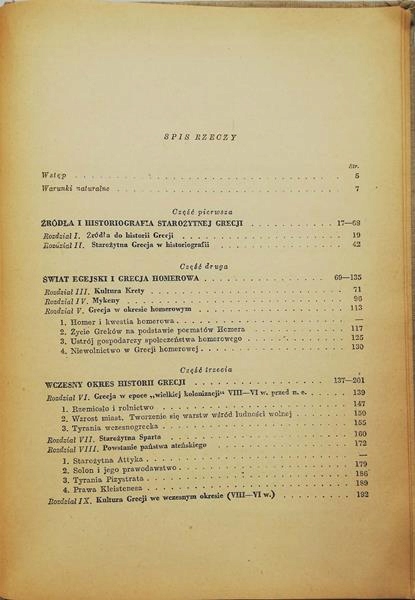 SPIS RZECZY
Str.
Wstęp . . . . . . . . . . 5
Warunki naturalne . . . . . . . . . . 7
Część pierwsza
ŹRÓDŁA I HISTORIOGRAFIA STAROŻYTNEJ GRECJI . . . . . 17—68
Rozdział I. Źródła do historii Grecji . . . . . 19
Rozdział II. Starożytna Grecja w historiografii . . . . . 42
Część druga
ŚWIAT EGEJSKI I GRECJA HOMEROWA . . . . . 69—135
Rozdział III. Kultura Krety . . . . . 71
Rozdział IV. Mykeny . . . . . 96
Rozdział V. Grecja w okresie homerowym . . . . . 113
1. Homer i kwestia homerowa . . . . . —
2. Życie Greków na podstawie poematów Homera . . . . . 117
3. Ustrój gospodarczy społeczeństwa homerowego . . . . . 125
4. Niewolnictwo w Grecji homerowej . . . . . 130
Część trzecia
WCZESNY OKRES HISTORII GRECJI . . . . . 137—201
Rozdział VI. Grecja w epoce „wielkiej kolonizacji" VIII—VI w. przed n. e. . 139
1. Rzemiosło i rolnictwo . . . . . 147
2. Wzrost miast. Tworzenie się warstw wśród ludności wolnej . . . 150
3. Tyrania wczesnogrecka . . . . . 155
Rozdział VII. Starożytna Sparta . . . . . 160
Rozdział VIII. Powstanie państwa ateńskiego . . . . . 172
1. Starożytna Attyka . . . . . —
2. Solon i jego prawodawstwo . . . . . 179
3. Tyrania Pizystrata . . . . . 186
4. Prawa Kleistenesa . . . . . 189
Rozdział IX. Kultura Grecji we wczesnym okresie (VIII—VI w.) . . . . . 192